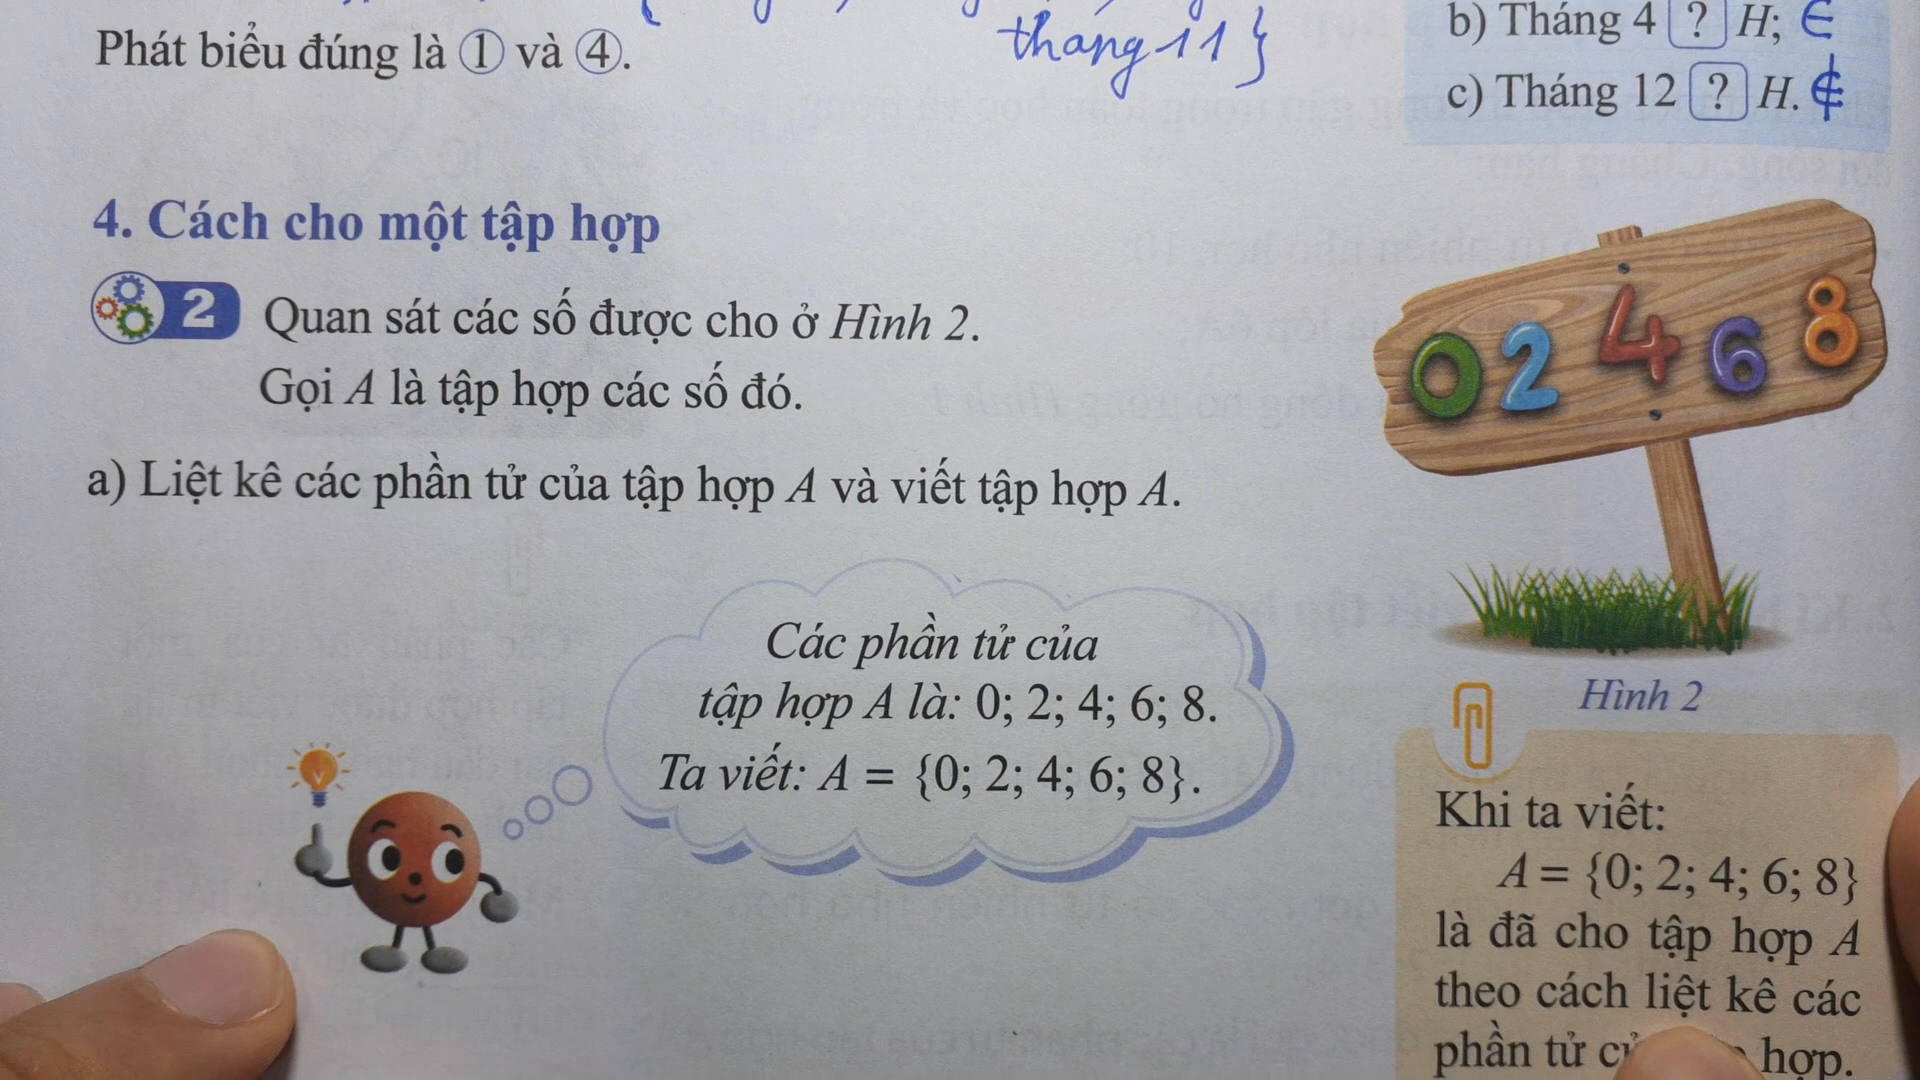 tháng 11}
b) Tháng 4 ? H; ∈
Phát biểu đúng là ① và ④.
c) Tháng 12 ? H. ∉
4. Cách cho một tập hợp
2 Quan sát các số được cho ở Hình 2.
Gọi A là tập hợp các số đó.
a) Liệt kê các phần tử của tập hợp A và viết tập hợp A.
0 2 4 6 8
Hình 2
Các phần tử của
tập hợp A là: 0; 2; 4; 6; 8.
Ta viết: A = {0; 2; 4; 6; 8}.
Khi ta viết:
A = {0; 2; 4; 6; 8}
là đã cho tập hợp A
theo cách liệt kê các
phần tử hợp.